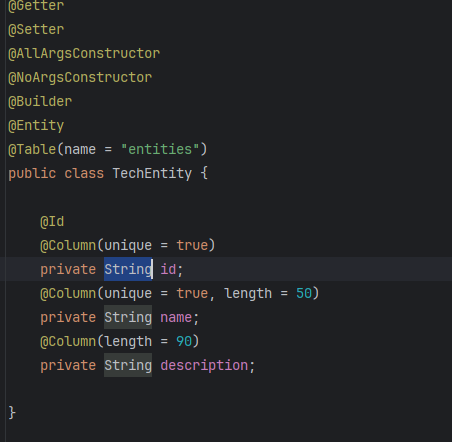 @Getter
@Setter
@AllArgsConstructor
@NoArgsConstructor
@Builder
@Entity
@Table(name = "entities")
public class TechEntity {
@Id
@Column(unique = true)
private String id;
@Column(unique = true, length = 50)
private String name;
@Column(length = 90)
private String description;
}